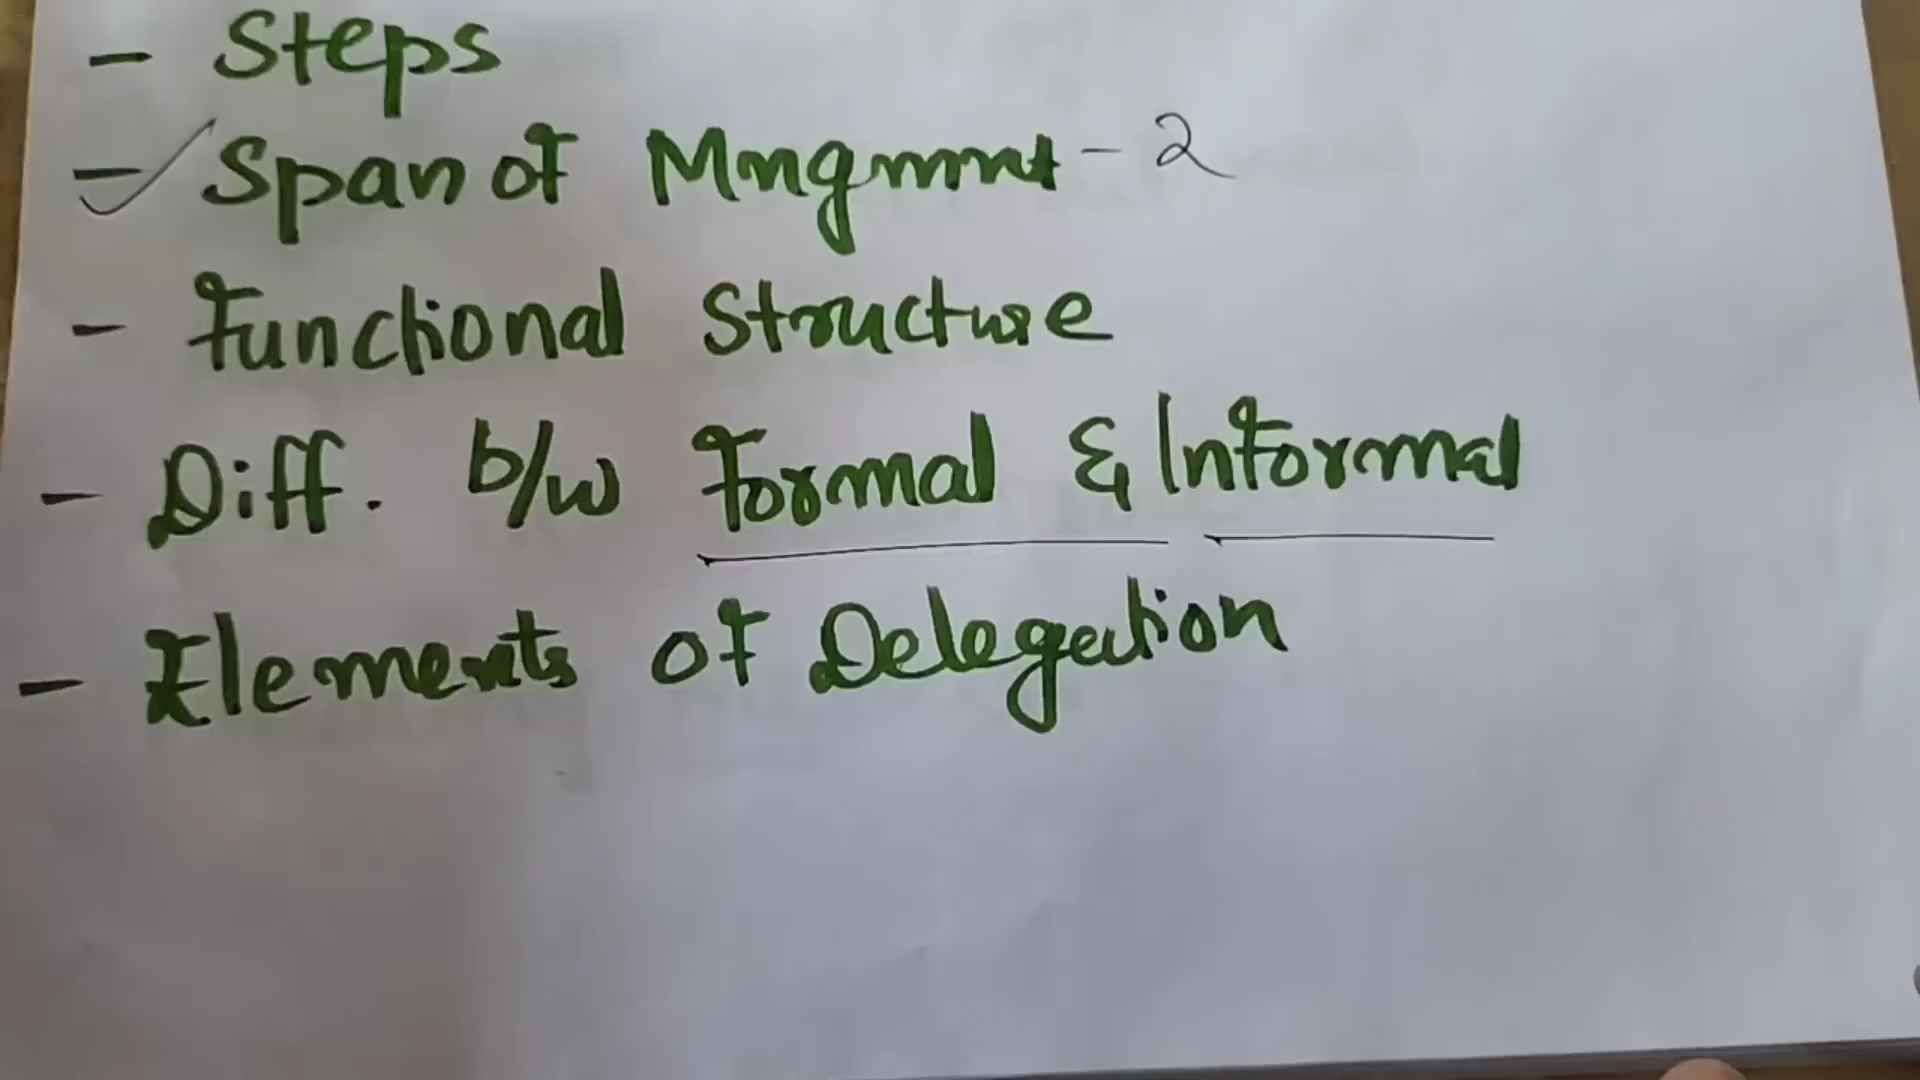 - Steps
- Span of Mngmnt - 2
- Functional Structure
- Diff. b/w Formal & Informal
- Elements of Delegation